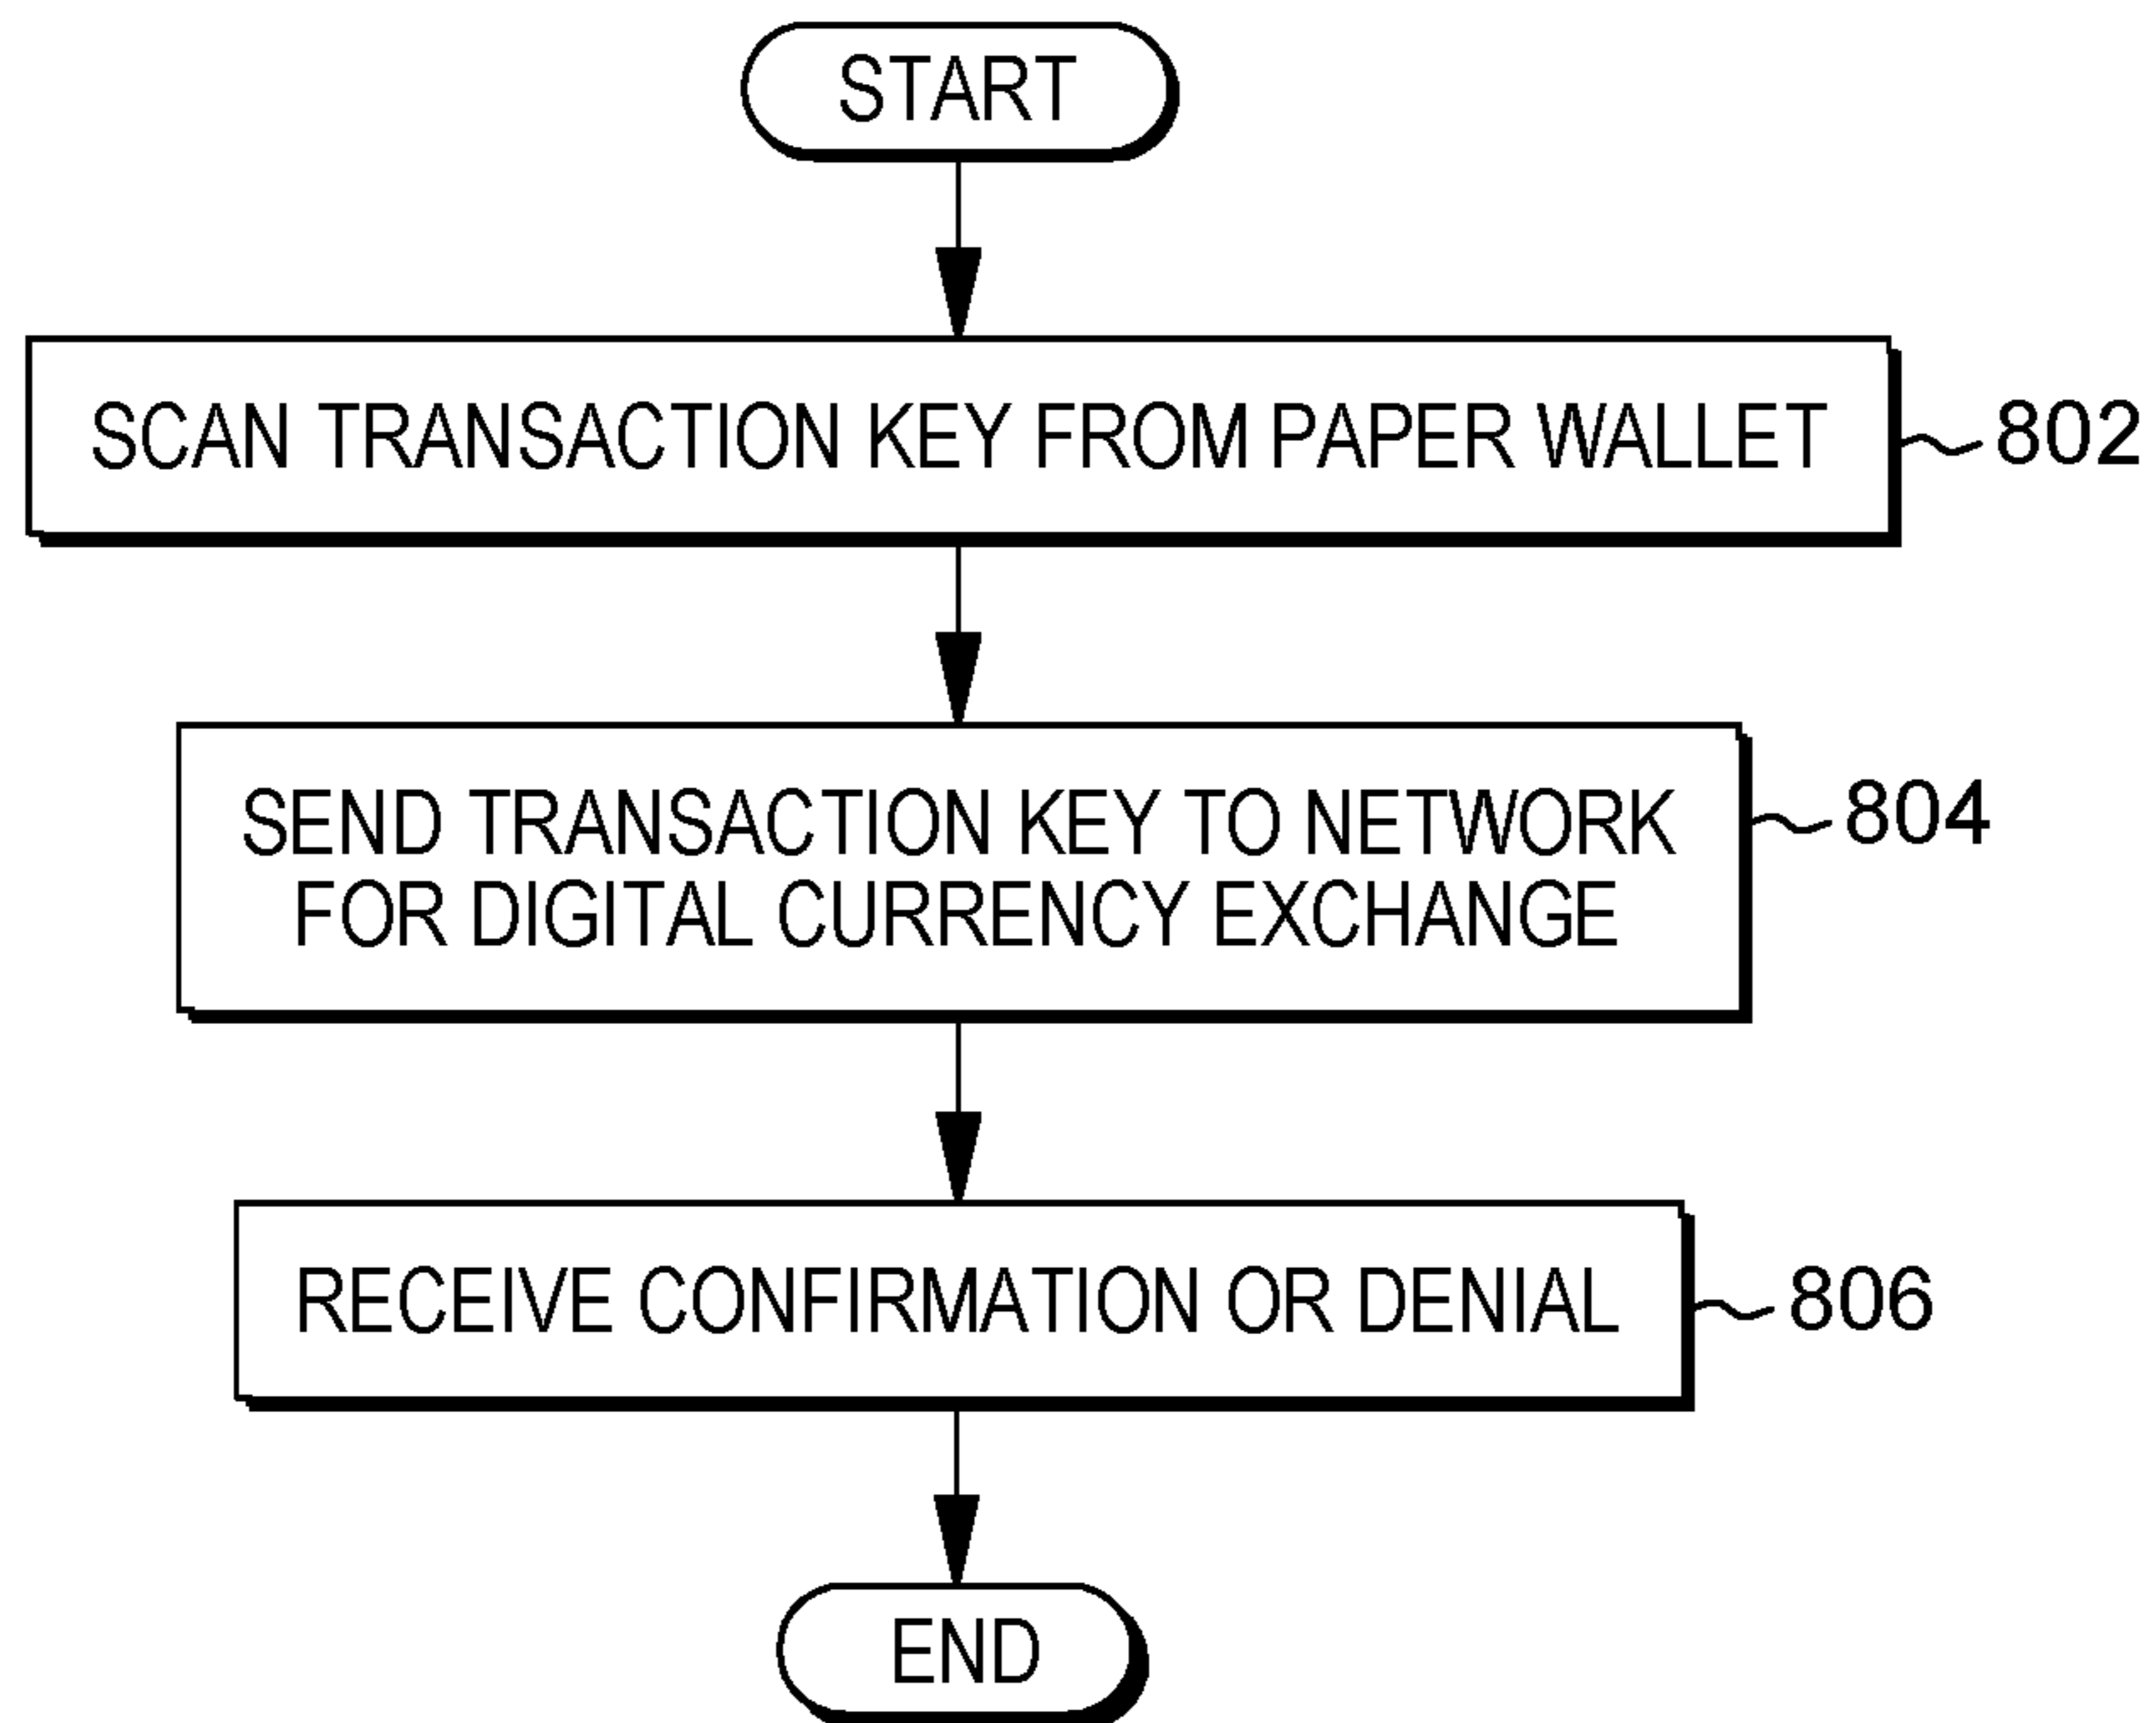 START
SCAN TRANSACTION KEY FROM PAPER WALLET
802
SEND TRANSACTION KEY TO NETWORK
FOR DIGITAL CURRENCY EXCHANGE
804
RECEIVE CONFIRMATION OR DENIAL
806
END